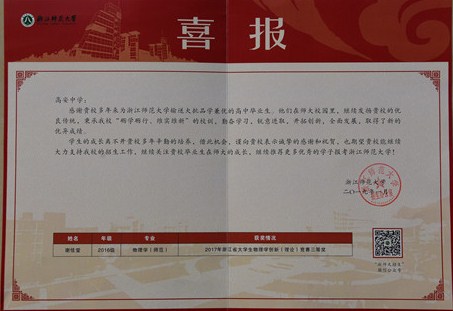 浙江师范大学
喜报
高安中学:
感谢贵校多年来为浙江师范大学输送大批品学兼优的高中毕业生。他们在师大校园里,继续发扬贵校的优
良传统,秉承我校“砺学砺行、维实维新”的校训,勤奋学习,锐意进取,开拓创新,全面发展,取得了新的
优异成绩。
学生的成长离不开贵校多年辛勤的培养,借此机会,谨向贵校表示诚挚的感谢和祝贺,也期望贵校能继续
大力支持我校的招生工作,继续关注贵校毕业生在师大的成长,继续推荐更多优秀的学子报考浙江师范大学!
浙江师范大学
姓名 年级 专业 获奖情况
2016级 物理学(师范) 2017年浙江省大学生物理学创新(理论)竞赛三等奖